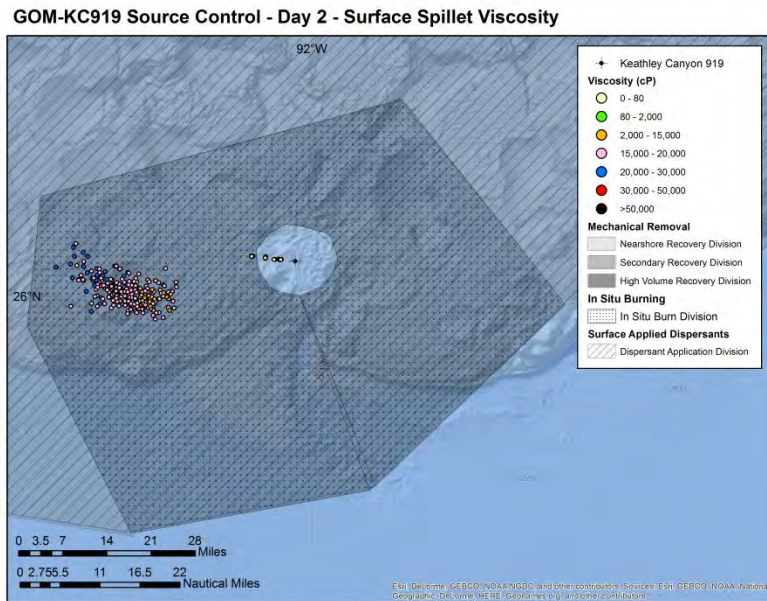 GOM-KC919 Source Control - Day 2 - Surface Spillet Viscosity
92°W
26°N
Keathley Canyon 919
Viscosity (cP)
0 - 80
80 - 2,000
2,000 - 15,000
15,000 - 20,000
20,000 - 30,000
30,000 - 50,000
>50,000
Mechanical Removal
Nearshore Recovery Division
Secondary Recovery Division
High Volume Recovery Division
In Situ Burning
In Situ Burn Division
Surface Applied Dispersants
Dispersant Application Division
0 3.5 7 14 21 28
Miles
0 2.755.5 11 16.5 22
Nautical Miles
Esri, DeLorme, GEBCO, NOAA NGDC, and other contributors, Sources: Esri, GEBCO, NOAA, National
Geographic, DeLorme, HERE, Geonames.org, and other contributors